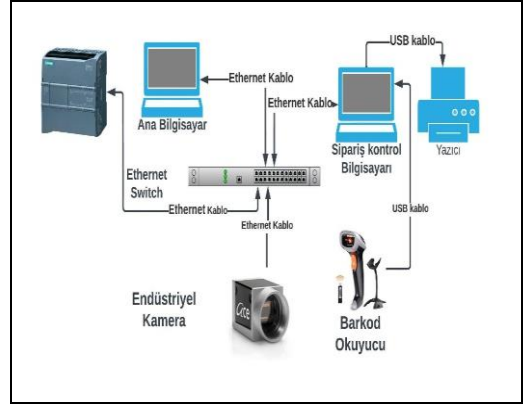 USB kablo
Ethernet Kablo
Ethernet Kablo
Ana Bilgisayar
Sipariş kontrol
Bilgisayarı
Yazıcı
Ethernet
Switch
Ethernet Kablo
Ethernet Kablo
USB kablo
Endüstriyel
Kamera
Barkod
Okuyucu